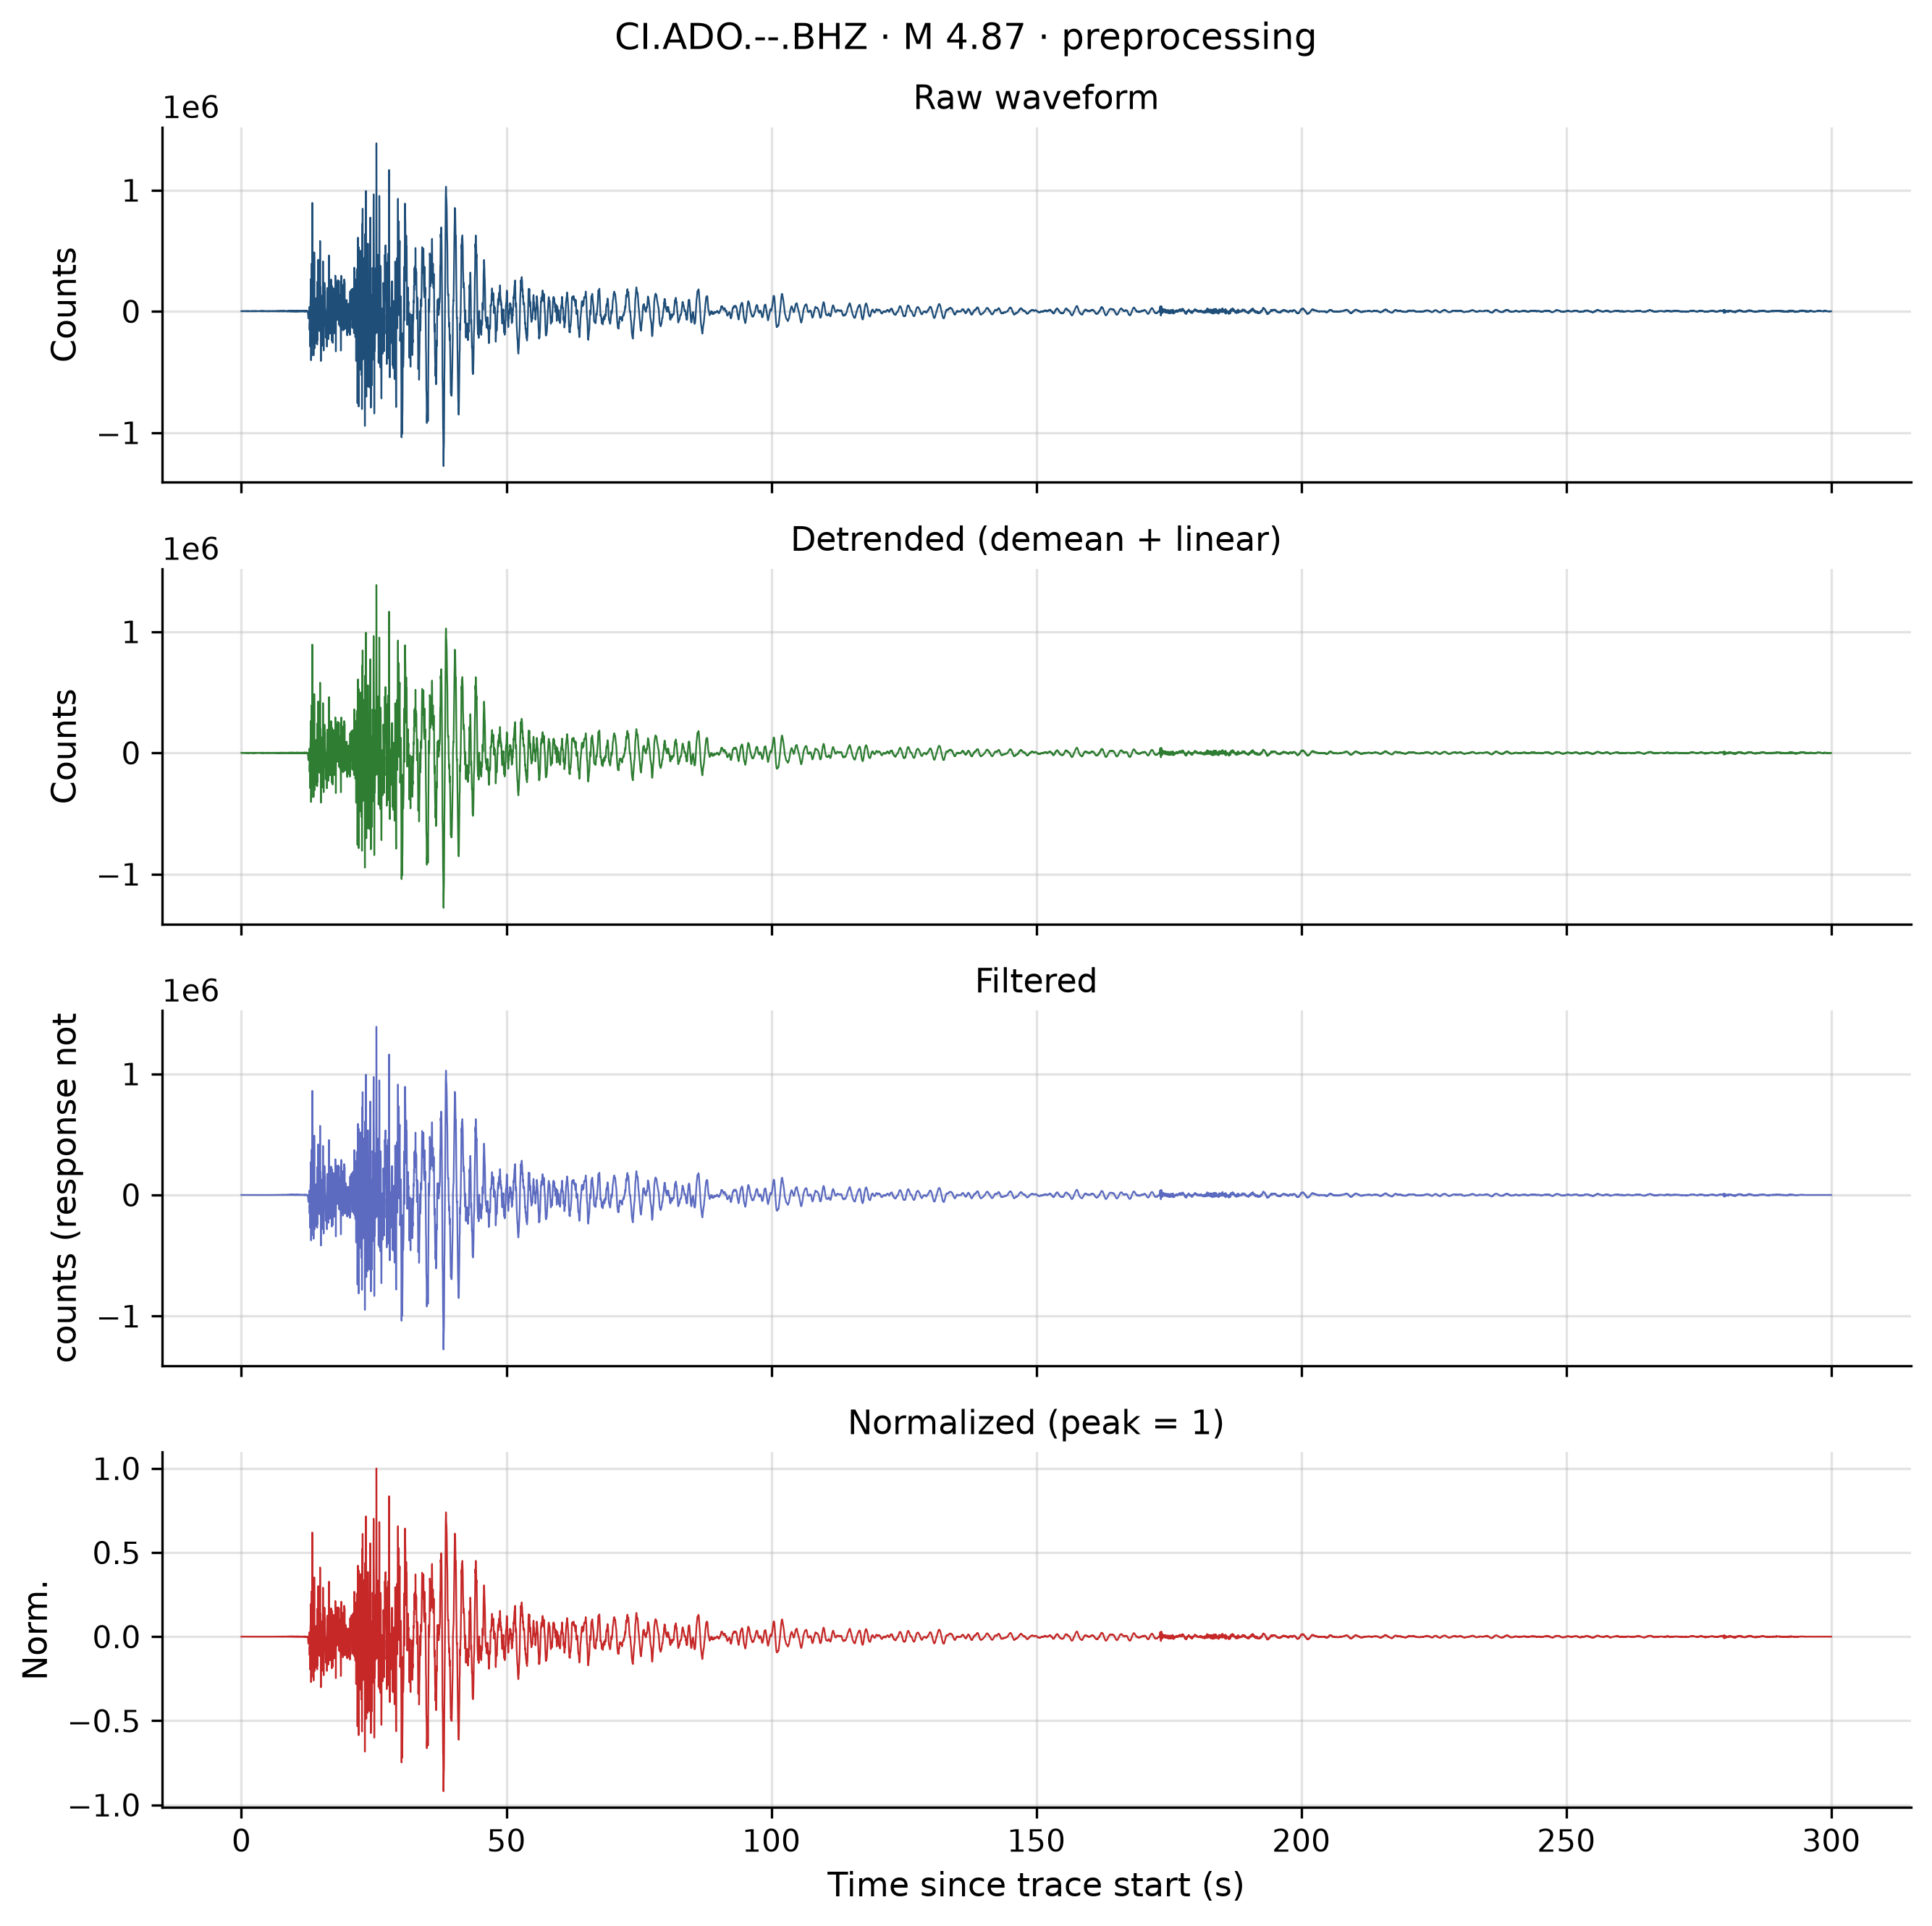 CI.ADO.--.BHZ · M 4.87 · preprocessing
Raw waveform
1e6
Counts
1
0
−1
Detrended (demean + linear)
1e6
Counts
1
0
−1
Filtered
1e6
counts (response not
1
0
−1
Normalized (peak = 1)
Norm.
1.0
0.5
0.0
−0.5
−1.0
0 50 100 150 200 250 300
Time since trace start (s)